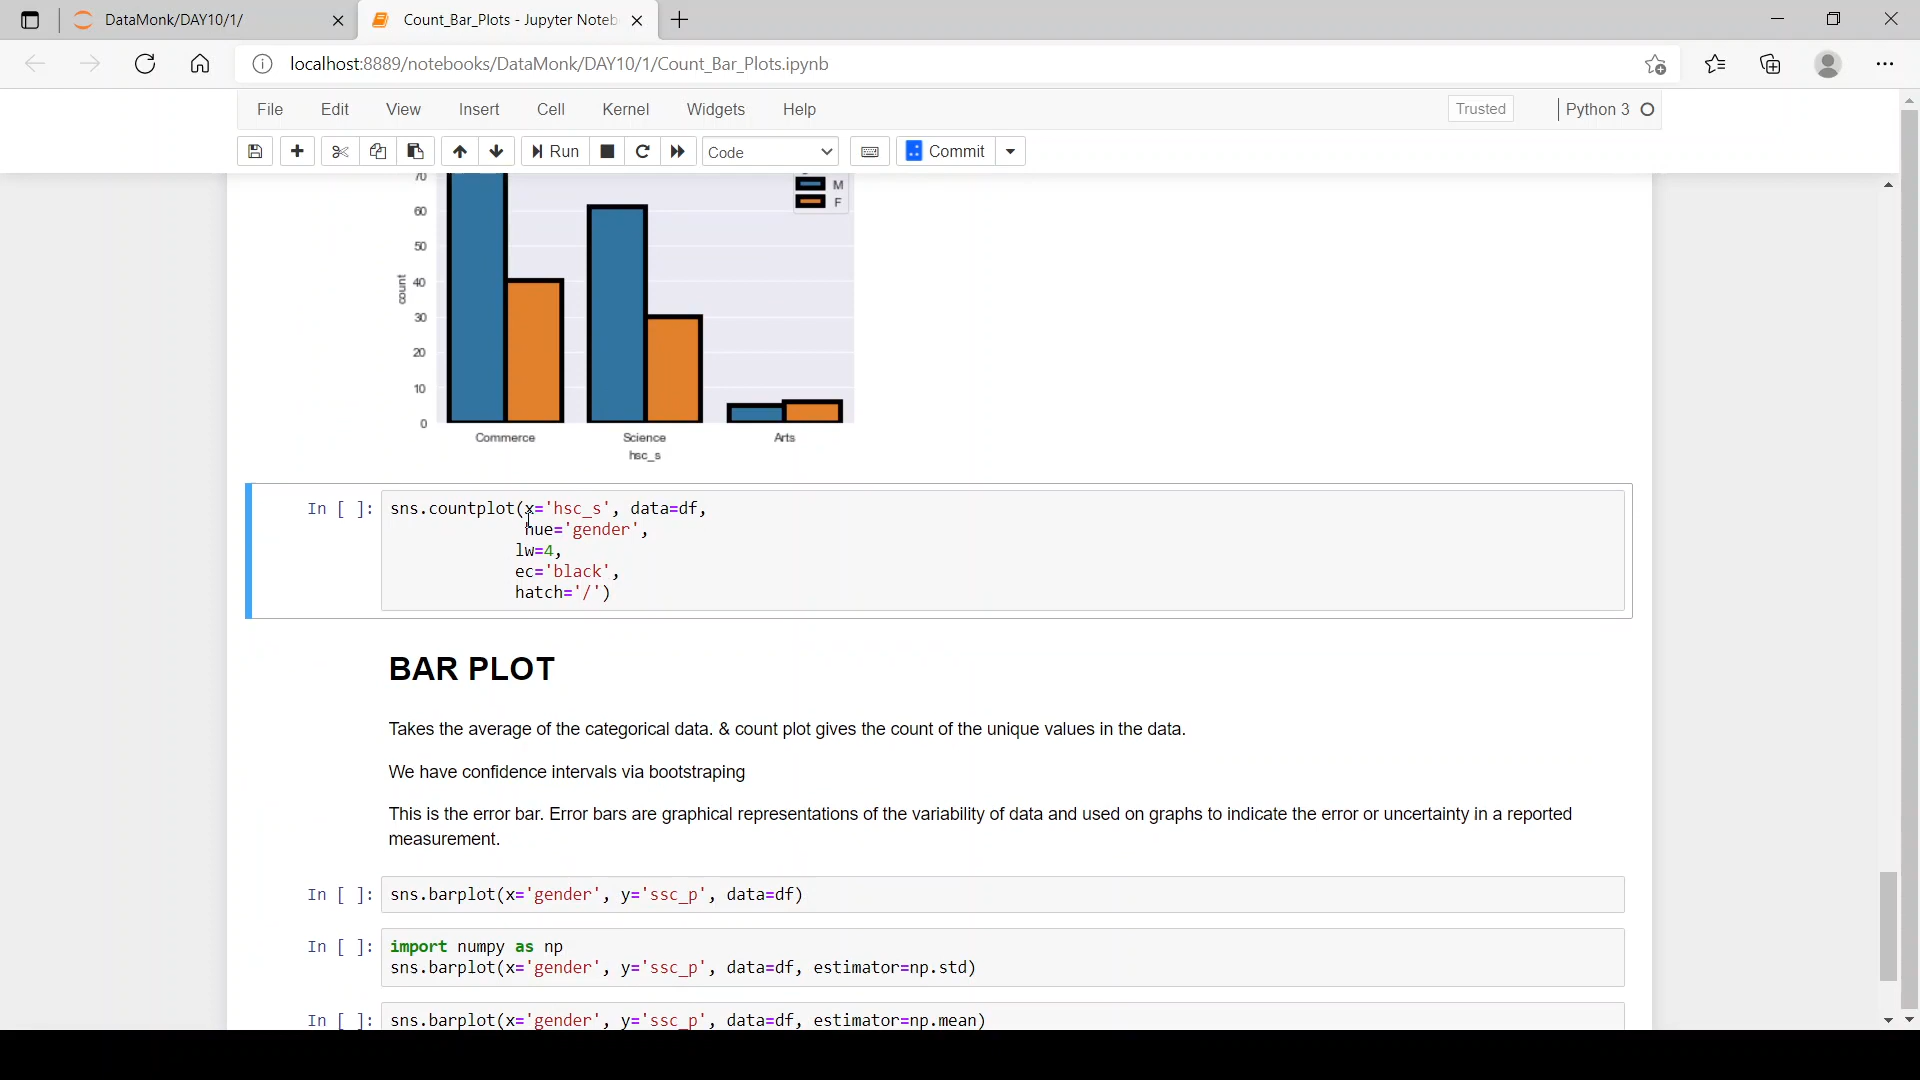 DataMonk/DAY10/1/
Count_Bar_Plots - Jupyter Noteb
localhost:8889/notebooks/DataMonk/DAY10/1/Count_Bar_Plots.ipynb
File Edit View Insert Cell Kernel Widgets Help
Trusted
Python 3
Run
Code
Commit
70
60
50
40
30
20
10
0
count
M
F
Commerce Science Arts
hsc_s
In [ ]:
sns.countplot(x='hsc_s', data=df,
hue='gender',
lw=4,
ec='black',
hatch='/')
BAR PLOT
Takes the average of the categorical data. & count plot gives the count of the unique values in the data.
We have confidence intervals via bootstraping
This is the error bar. Error bars are graphical representations of the variability of data and used on graphs to indicate the error or uncertainty in a reported
measurement.
In [ ]:
sns.barplot(x='gender', y='ssc_p', data=df)
In [ ]:
import numpy as np
sns.barplot(x='gender', y='ssc_p', data=df, estimator=np.std)
In [ ]:
sns.barplot(x='gender', y='ssc_p', data=df, estimator=np.mean)